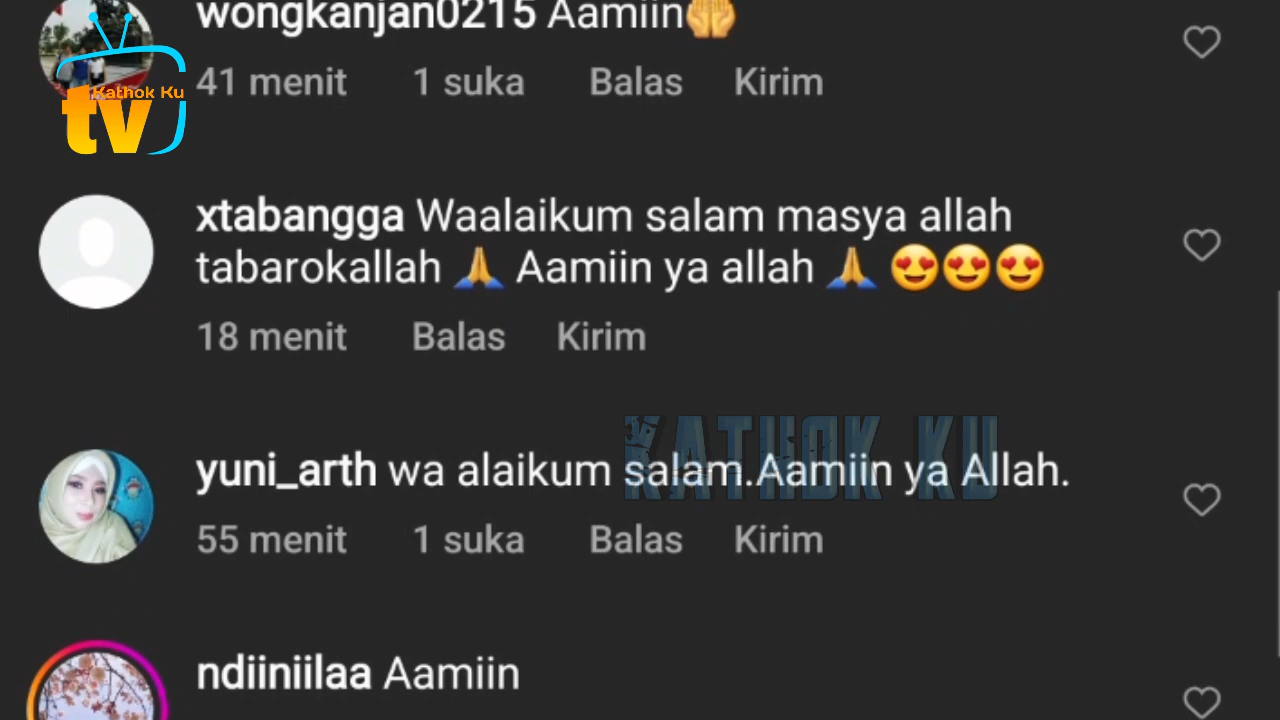 wongkanjan0215 Aamiin🤲
41 menit 1 suka Balas Kirim
Kathok Ku
tv
xtabangga Waalaikum salam masya allah
tabarokallah 🙏 Aamiin ya allah 🙏 😍😍😍
18 menit Balas Kirim
KATHOK KU
yuni_arth wa alaikum salam.Aamiin ya Allah.
55 menit 1 suka Balas Kirim
ndiiniilaa Aamiin